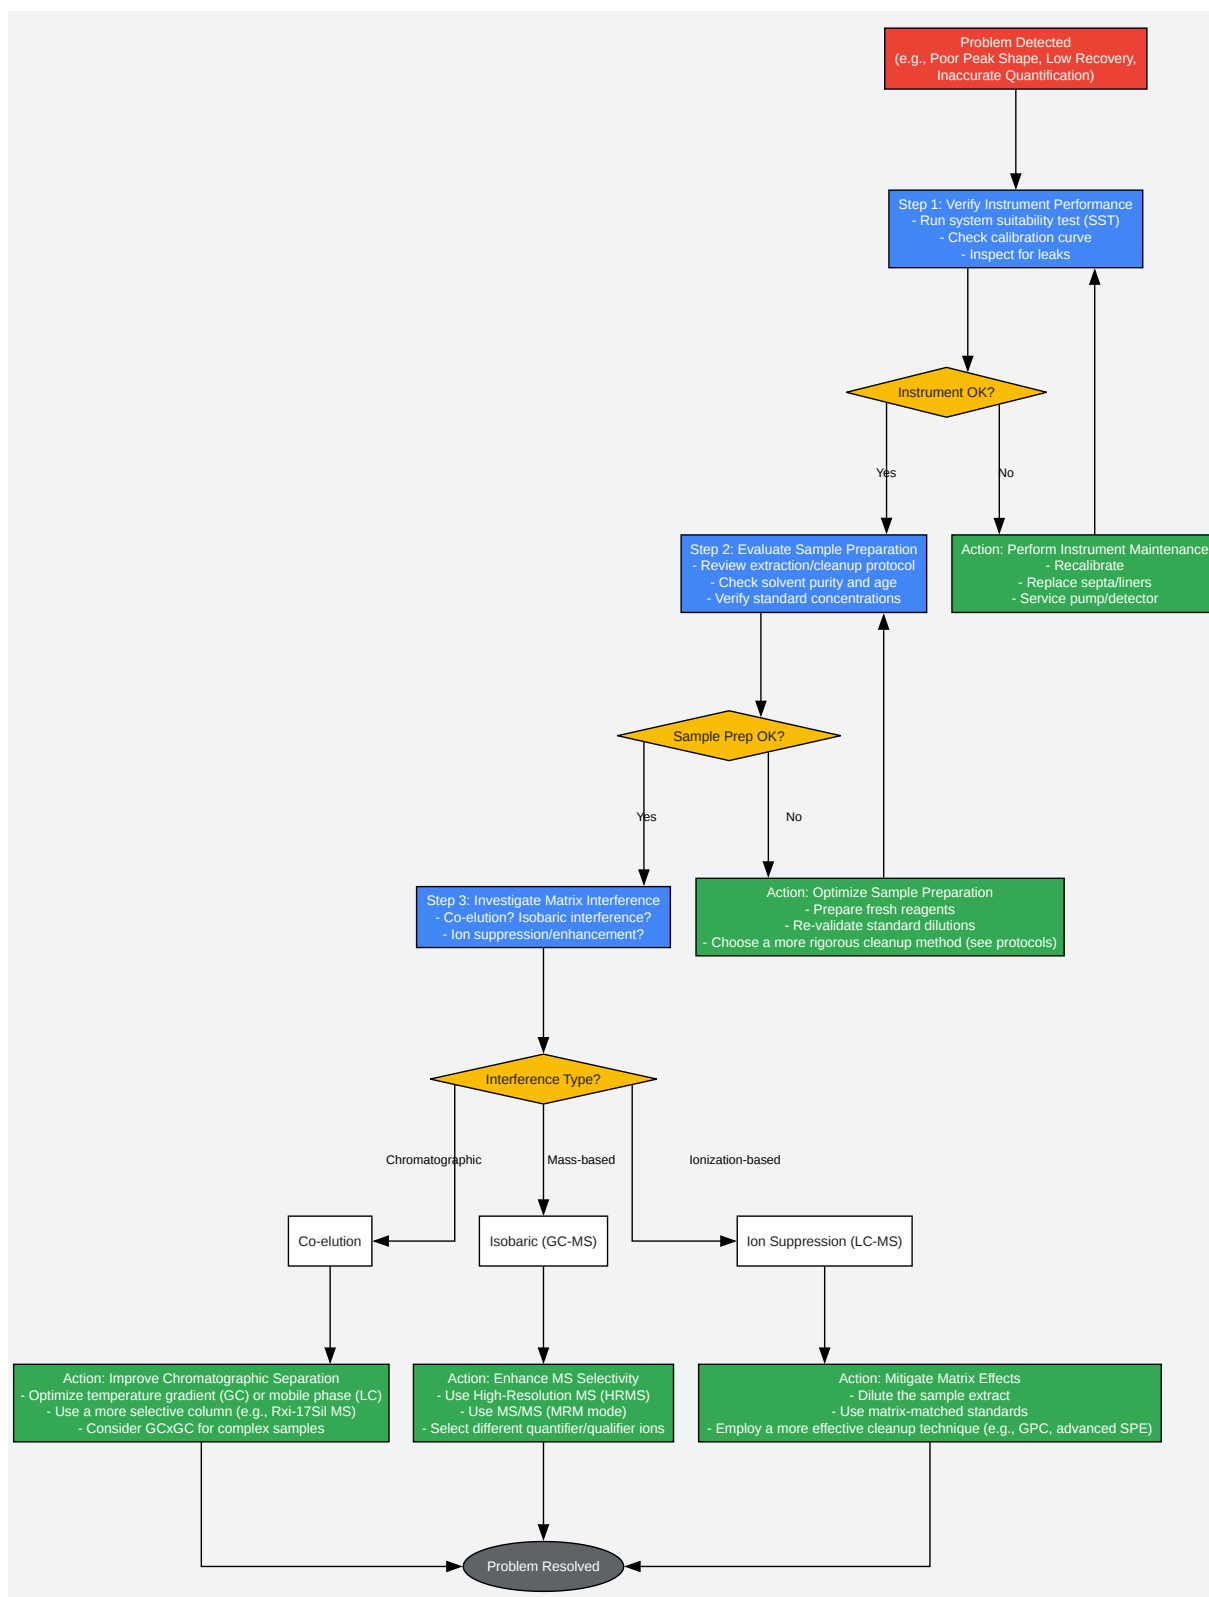 Problem Detected
(e.g., Poor Peak Shape, Low Recovery,
Inaccurate Quantification)
Step 1: Verify Instrument Performance
- Run system suitability test (SST)
- Check calibration curve
- Inspect for leaks
Instrument OK?
Yes
No
Step 2: Evaluate Sample Preparation
- Review extraction/cleanup protocol
- Check solvent purity and age
- Verify standard concentrations
Action: Perform Instrument Maintenance
- Recalibrate
- Replace septa/liners
- Service pump/detector
Sample Prep OK?
Yes
No
Step 3: Investigate Matrix Interference
- Co-elution? Isobaric interference?
- Ion suppression/enhancement?
Action: Optimize Sample Preparation
- Prepare fresh reagents
- Re-validate standard dilutions
- Choose a more rigorous cleanup method (see protocols)
Interference Type?
Chromatographic
Mass-based
Ionization-based
Co-elution
Isobaric (GC-MS)
Ion Suppression (LC-MS)
Action: Improve Chromatographic Separation
- Optimize temperature gradient (GC) or mobile phase (LC)
- Use a more selective column (e.g., Rxi-17Sil MS)
- Consider GCxGC for complex samples
Action: Enhance MS Selectivity
- Use High-Resolution MS (HRMS)
- Use MS/MS (MRM mode)
- Select different quantifier/qualifier ions
Action: Mitigate Matrix Effects
- Dilute the sample extract
- Use matrix-matched standards
- Employ a more effective cleanup technique (e.g., GPC, advanced SPE)
Problem Resolved